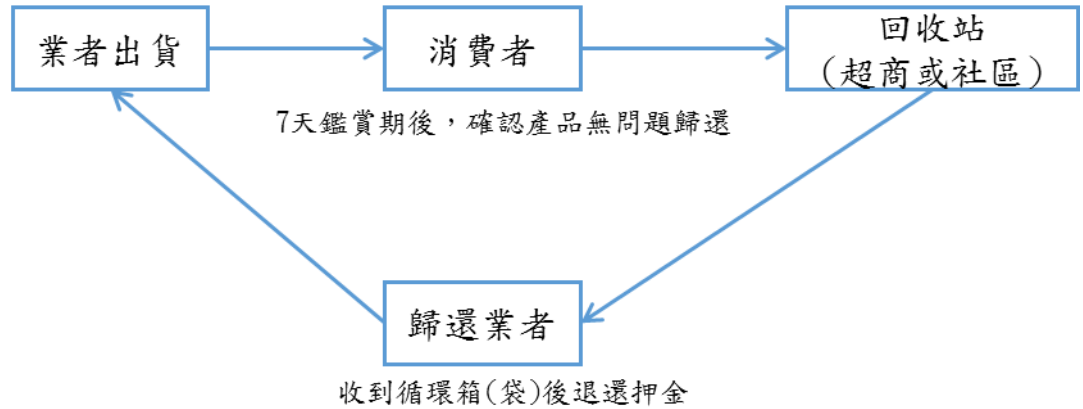 業者出貨
消費者
回收站
(超商或社區)
7天鑑賞期後，確認產品無問題歸還
歸還業者
收到循環箱(袋)後退還押金